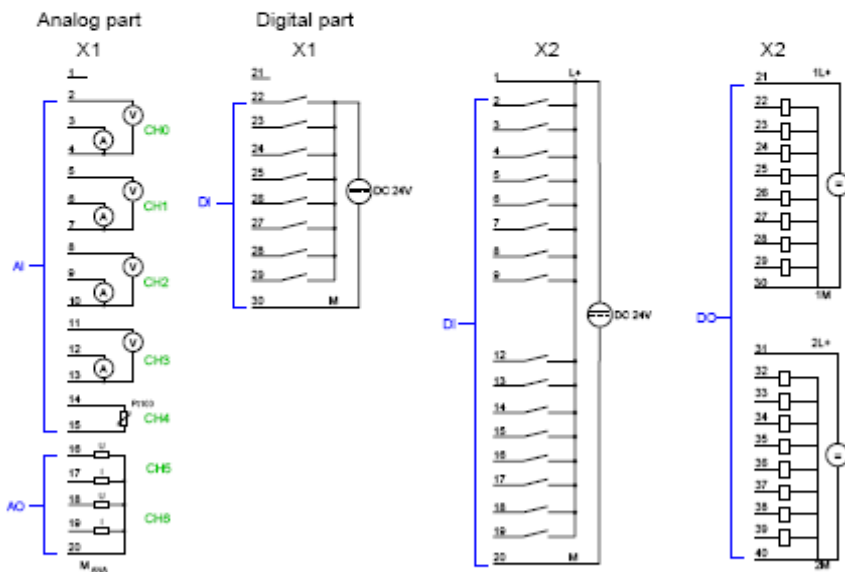 Analog part
Digital part
X1
X1
X2
X2
1
2
3
4
5
6
7
8
9
10
11
12
13
14
15
16
17
18
19
20
V
A
CH0
V
A
CH1
V
A
CH2
V
A
CH3
Pt100
CH4
U
I
CH5
U
I
CH6
AI
AO
M ANA
21
22
23
24
25
26
27
28
29
30
M
DI
DC 24V
1
L+
2
3
4
5
6
7
8
9
12
13
14
15
16
17
18
19
20
M
DI
DC 24V
21
1L+
22
23
24
25
26
27
28
29
30
1M
DO
31
2L+
32
33
34
35
36
37
38
39
40
2M